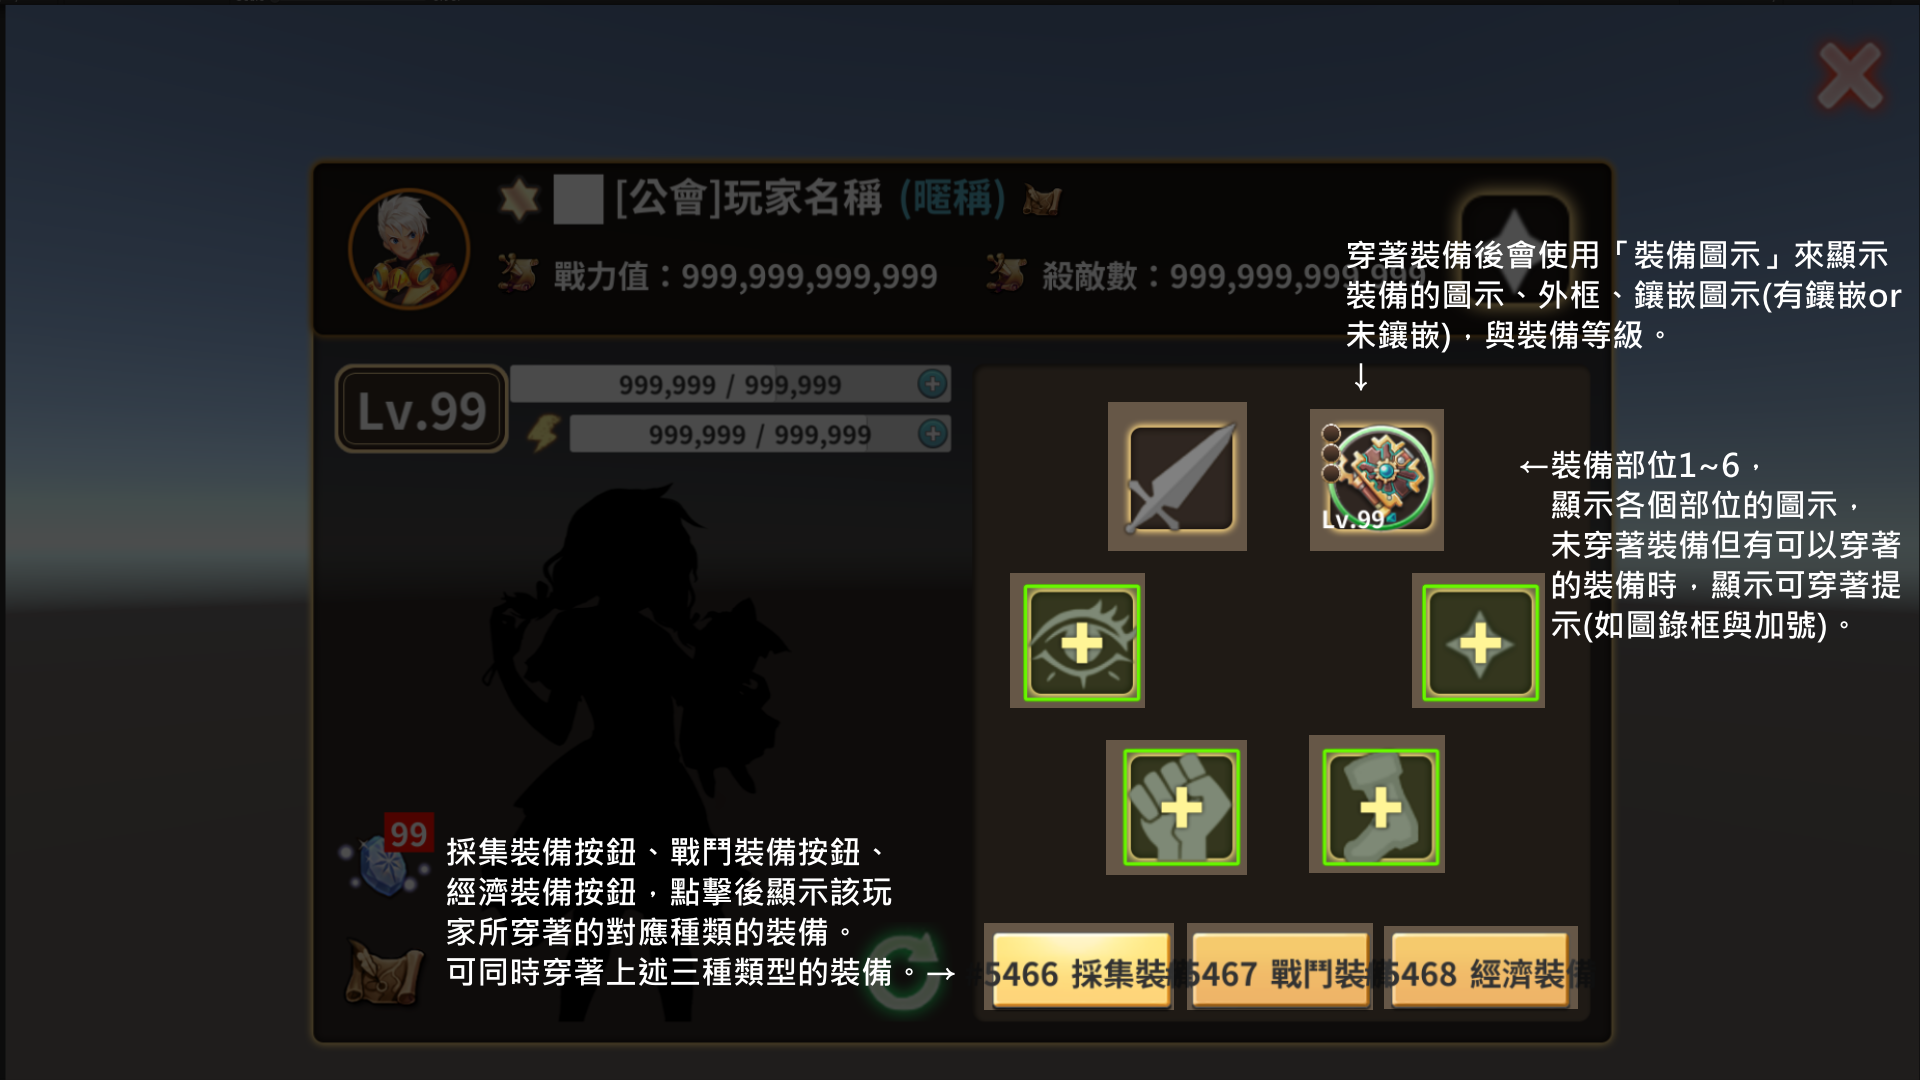 [公會]玩家名稱 (暱稱)
戰力值：999,999,999,999
殺敵數：999,999,999,999
穿著裝備後會使用「裝備圖示」來顯示
裝備的圖示、外框、鑲嵌圖示(有鑲嵌or
未鑲嵌)，與裝備等級。
↓
Lv.99
999,999 / 999,999
999,999 / 999,999
Lv.99
←裝備部位1~6，
顯示各個部位的圖示，
未穿著裝備但有可以穿著
的裝備時，顯示可穿著提
示(如圖錄框與加號)。
99
採集裝備按鈕、戰鬥裝備按鈕、
經濟裝備按鈕，點擊後顯示該玩
家所穿著的對應種類的裝備。
可同時穿著上述三種類型的裝備。→
5466 採集裝備
5467 戰鬥裝備
5468 經濟裝備